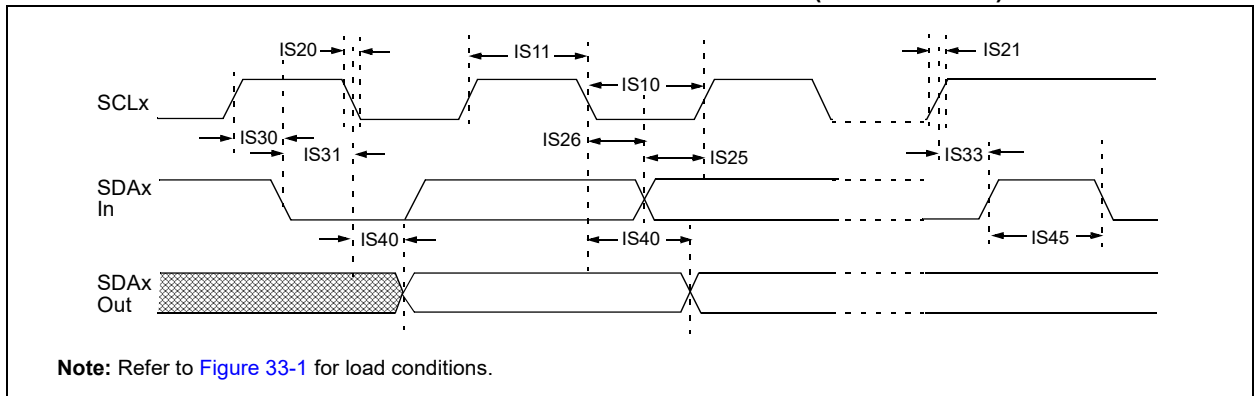 IS20
IS11
IS21
IS10
SCLx
IS30
IS26
IS31
IS25
IS33
SDAx
In
IS40
IS40
IS45
SDAx
Out
Note: Refer to Figure 33-1 for load conditions.